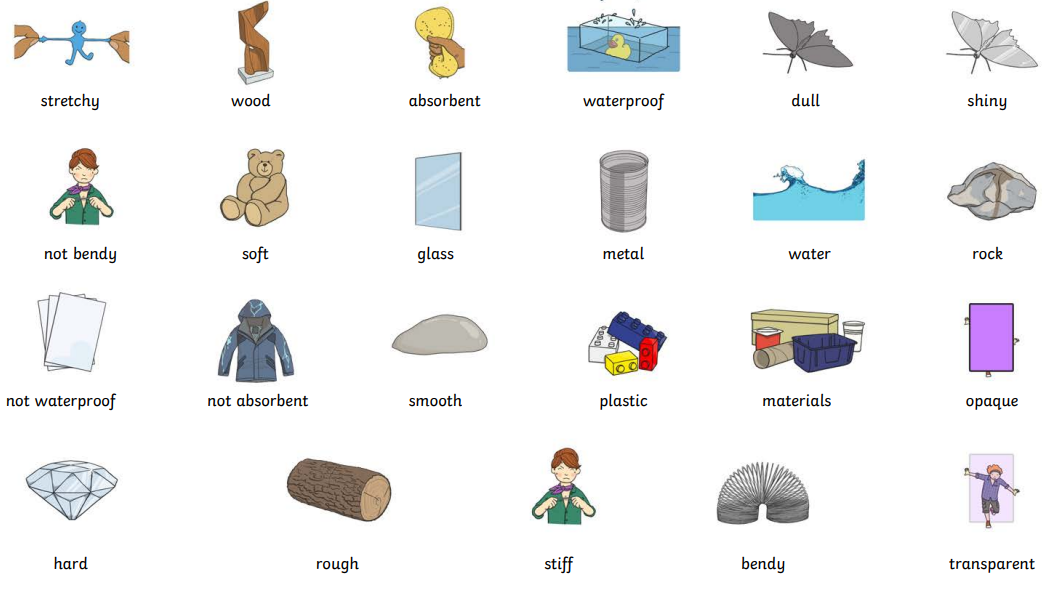 stretchy
wood
absorbent
waterproof
dull
shiny
not bendy
soft
glass
metal
water
rock
not waterproof
not absorbent
smooth
plastic
materials
opaque
hard
rough
stiff
bendy
transparent